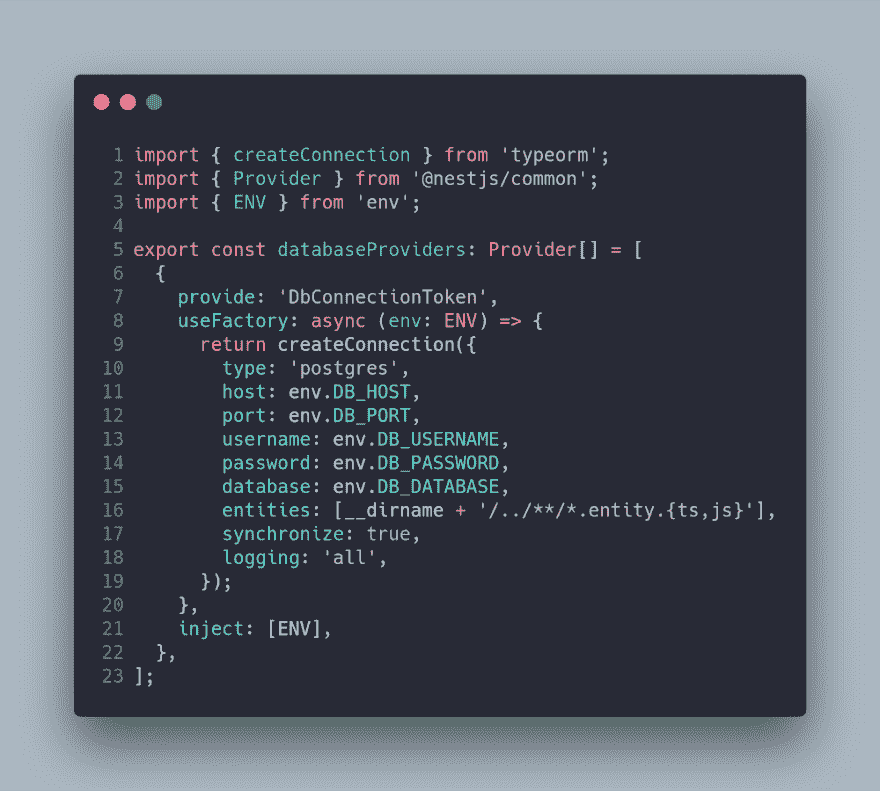 1 import { createConnection } from 'typeorm';
2 import { Provider } from '@nestjs/common';
3 import { ENV } from 'env';
4
5 export const databaseProviders: Provider[] = [
6   {
7     provide: 'DbConnectionToken',
8     useFactory: async (env: ENV) => {
9       return createConnection({
10         type: 'postgres',
11         host: env.DB_HOST,
12         port: env.DB_PORT,
13         username: env.DB_USERNAME,
14         password: env.DB_PASSWORD,
15         database: env.DB_DATABASE,
16         entities: [__dirname + '/../**/*.entity.{ts,js}'],
17         synchronize: true,
18         logging: 'all',
19       });
20     },
21     inject: [ENV],
22   },
23 ];